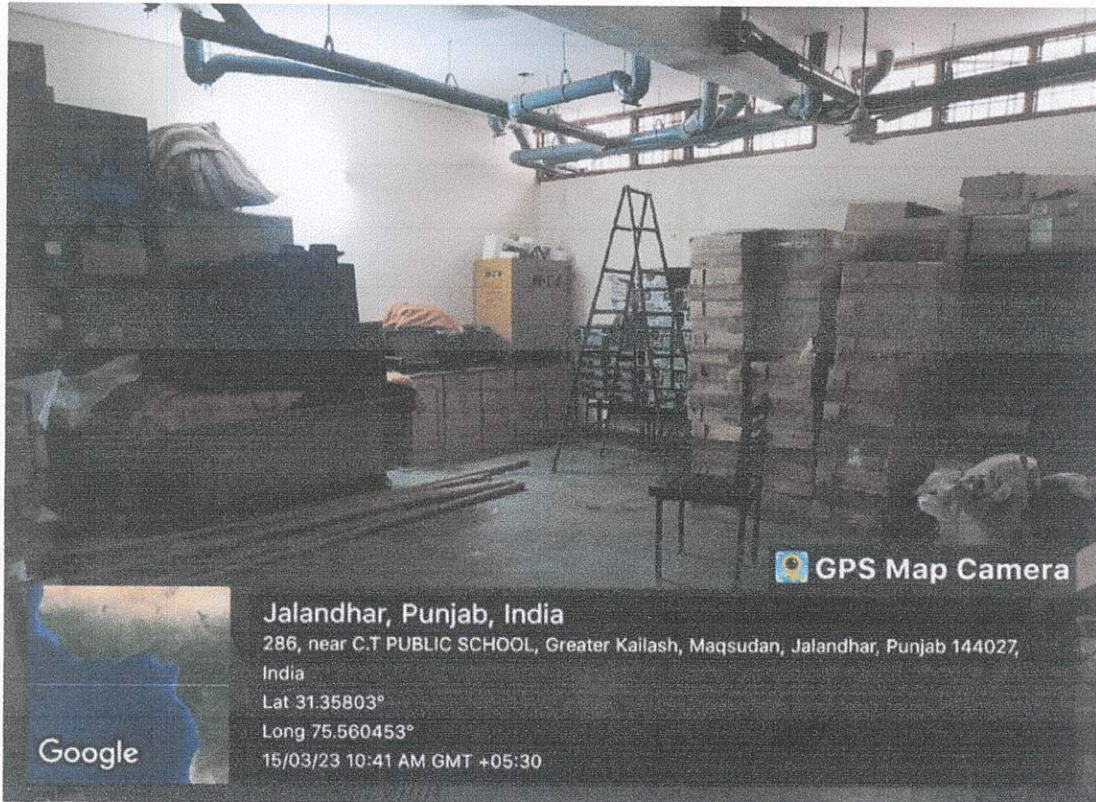 GPS Map Camera
Jalandhar, Punjab, India
286, near C.T PUBLIC SCHOOL, Greater Kailash, Maqsudan, Jalandhar, Punjab 144027,
India
Lat 31.35803°
Long 75.560453°
15/03/23 10:41 AM GMT +05:30
Google